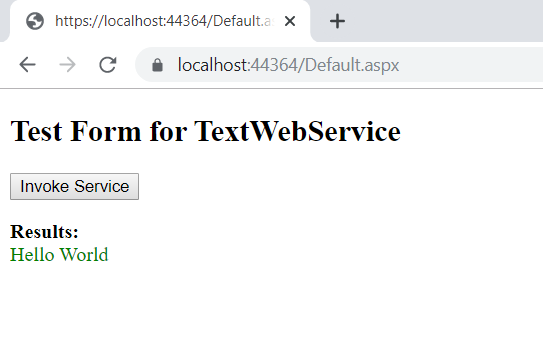 https://localhost:44364/Default.a
localhost:44364/Default.aspx
Test Form for TextWebService
Invoke Service
Results:
Hello World